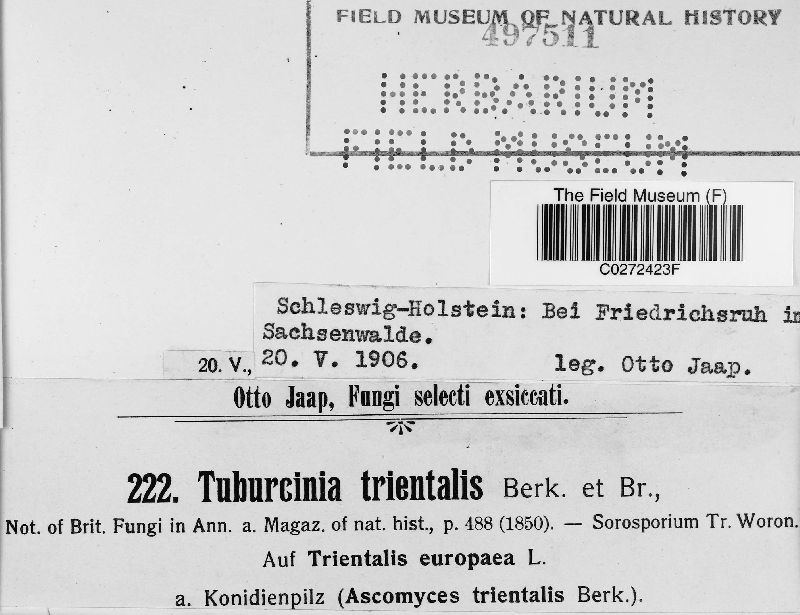 FIELD MUSEUM OF NATURAL HISTORY
497511
HERBARIUM
FIELD MUSEUM
The Field Museum (F)
C0272423F
Schleswig-Holstein: Bei Friedrichsruh in
Sachsenwalde.
20. V., 20. V. 1906. leg. Otto Jaap.
Otto Jaap, Fungi selecti exsiccati.
222. Tuburcinia trientalis Berk. et Br.,
Not. of Brit. Fungi in Ann. a. Magaz. of nat. hist., p. 488 (1850). — Sorosporium Tr. Woron.
Auf Trientalis europaea L.
a. Konidienpilz (Ascomyces trientalis Berk.).